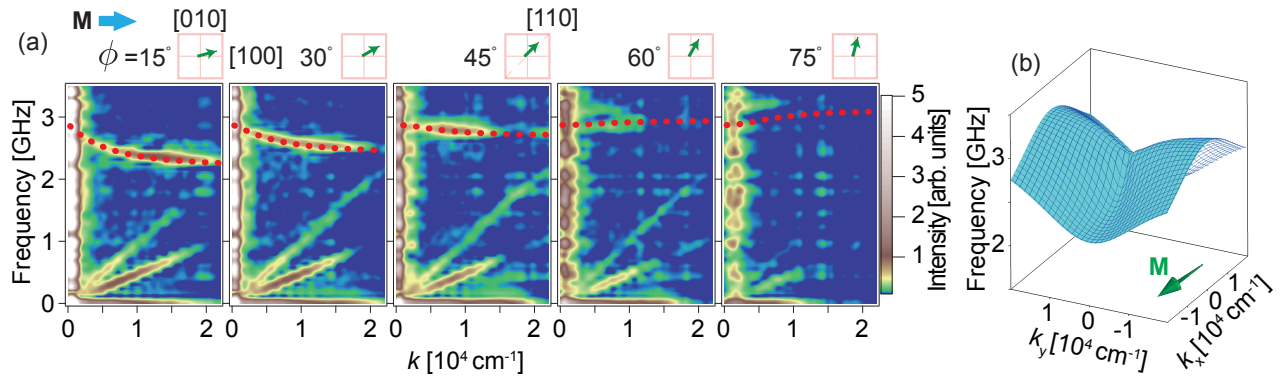 M [010] [110]
(a) ϕ =15° [100] 30° 45° 60° 75° (b)
Frequency [GHz]
3
2
1
0
0 1 2 0 1 2 0 1 2 0 1 2 0 1 2
k [10⁴ cm⁻¹]
5
4
3
2
1
Intensity [arb. units]
Frequency [GHz]
3
2
M
1 0 -1
k_y [10⁴ cm⁻¹]
-1 0 1
k_x [10⁴ cm⁻¹]